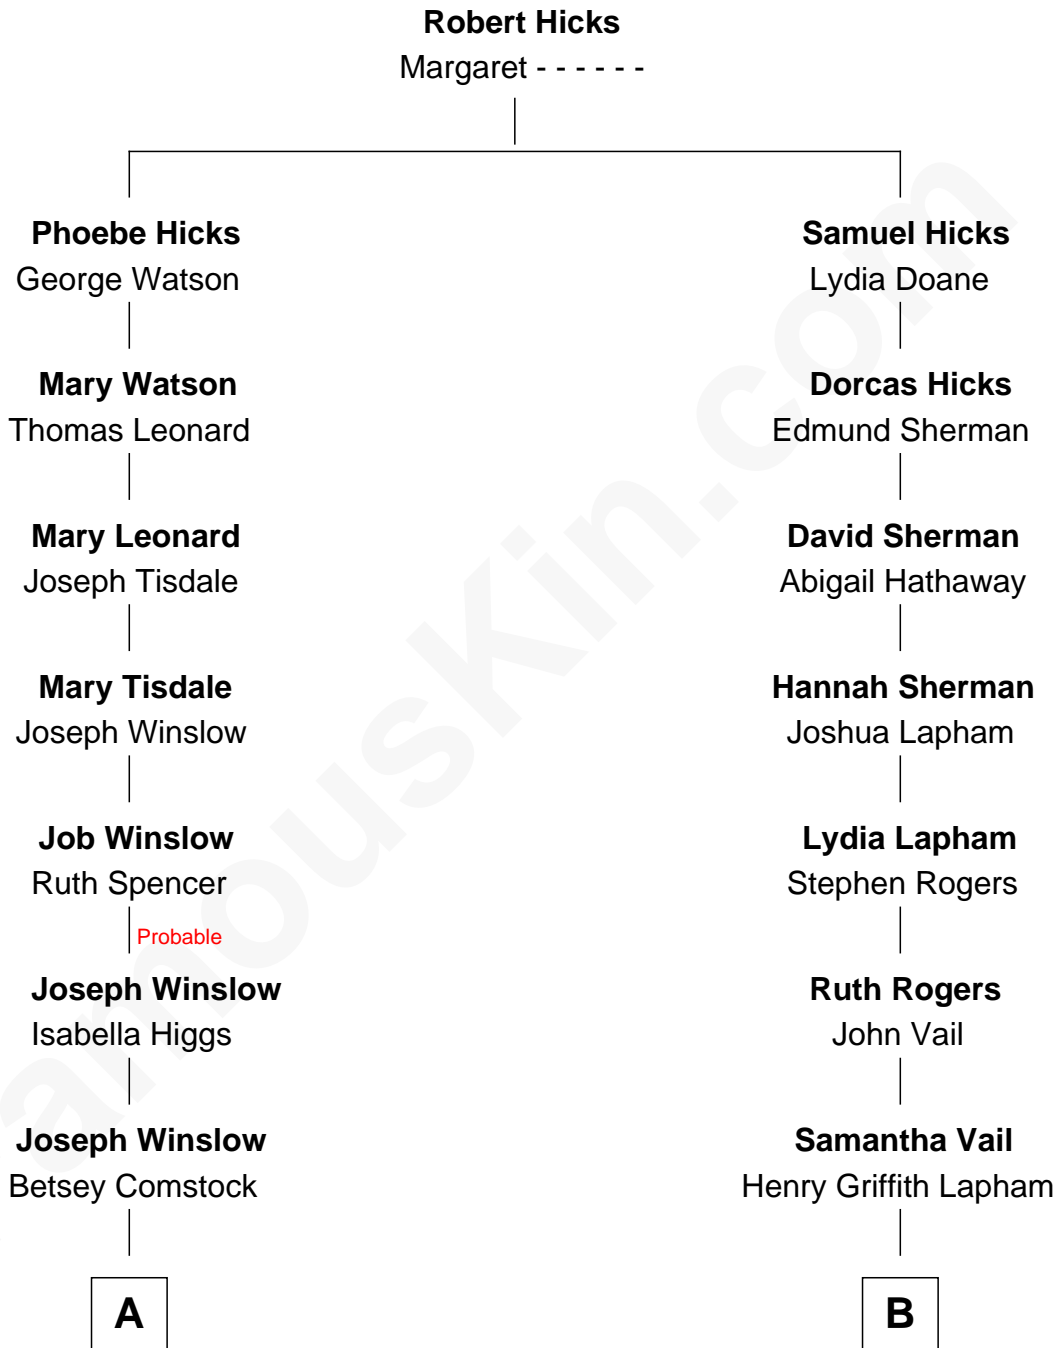 Robert Hicks
Margaret - - - - - -
Phoebe Hicks
George Watson
Samuel Hicks
Lydia Doane
Mary Watson
Thomas Leonard
Dorcas Hicks
Edmund Sherman
Mary Leonard
Joseph Tisdale
David Sherman
Abigail Hathaway
Mary Tisdale
Joseph Winslow
Hannah Sherman
Joshua Lapham
Job Winslow
Ruth Spencer
Lydia Lapham
Stephen Rogers
Probable
Joseph Winslow
Isabella Higgs
Ruth Rogers
John Vail
Joseph Winslow
Betsey Comstock
Samantha Vail
Henry Griffith Lapham
A
B
amouskin.com